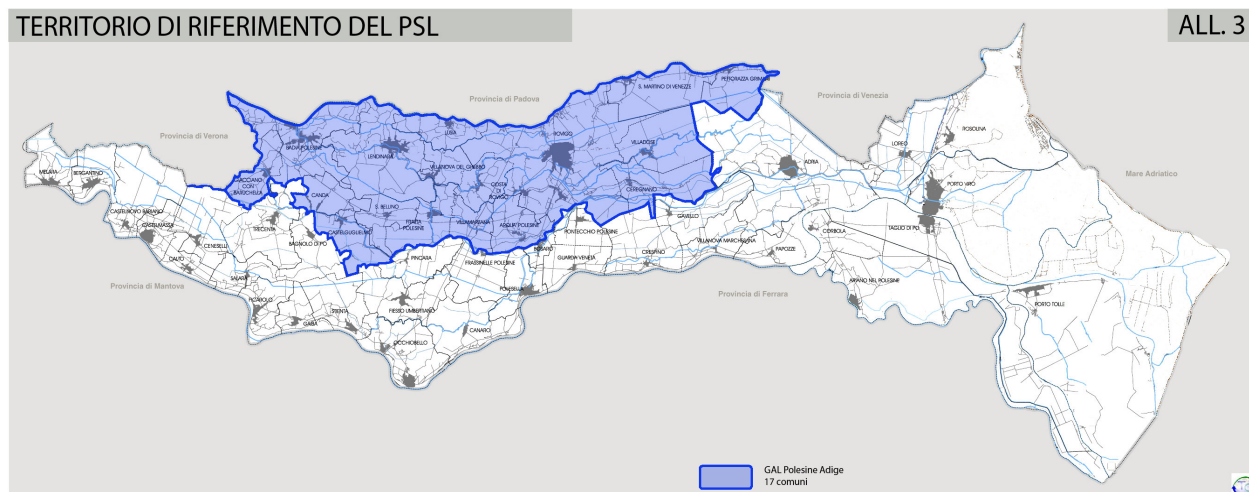 TERRITORIO DI RIFERIMENTO DEL PSL
ALL. 3
Provincia di Padova
Provincia di Venezia
Provincia di Verona
Mare Adriatico
Provincia di Mantova
Provincia di Ferrara
PETTORAZZA GRIMANI
S. MARTINO DI VENEZZE
LUSIA
ROVIGO
ROSOLINA
BADIA POLESINE
LENDINARA
VILLADOSE
LOREO
ADRIA
MELARA
BERGANTINO
VILLANOVA DEL GHEBBO
GIACCIANO
CON
BARUCHELLA
COSTA
DI
ROVIGO
CEREGNANO
PORTO VIRO
CANDA
S. BELLINO
CASTELNOVO BARIANO
CASTELMASSA
FRATTA
POLESINE
VILLAMARZANA
ARQUA' POLESINE
GAVELLO
TRECENTA
CASTELGUGLIELMO
PONTECCHIO POLESINE
TAGLIO DI PO
CORBOLA
CENESELLI
BAGNOLO DI PO
BOSARO
VILLANOVA MARCHESANA
PAPOZZE
CRESPINO
CALTO
PINCARA
FRASSINELLE POLESINE
GUARDA VENETA
SALARA
POLESELLA
ARIANO NEL POLESINE
FICAROLO
PORTO TOLLE
STIENTA
FIESSO UMBERTIANO
GAIBA
CANARO
OCCHIOBELLO
GAL Polesine Adige
17 comuni